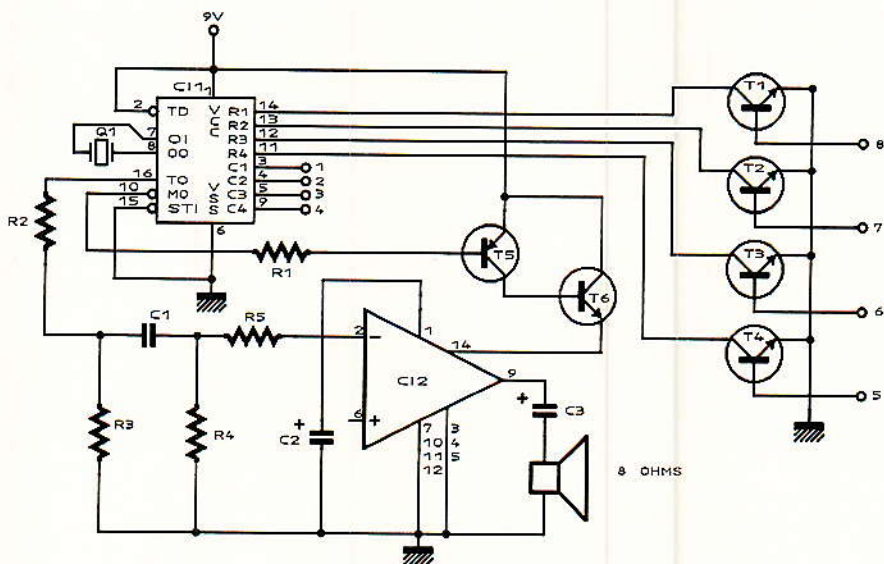 9V
CI1
1
2
TD
V
C
C
R1
14
R2
13
R3
12
R4
11
Q1
7
OI
8
OO
C1
3
1
C2
4
2
C3
5
3
C4
9
4
16
TO
10
MO
15
STI
V
S
S
6
R2
R1
T5
T6
T1
8
T2
7
T3
6
T4
5
C1
R5
2
−
1
14
CI2
9
6
+
R3
R4
+
C2
7
10
11
12
3
4
5
+
C3
8 OHMS